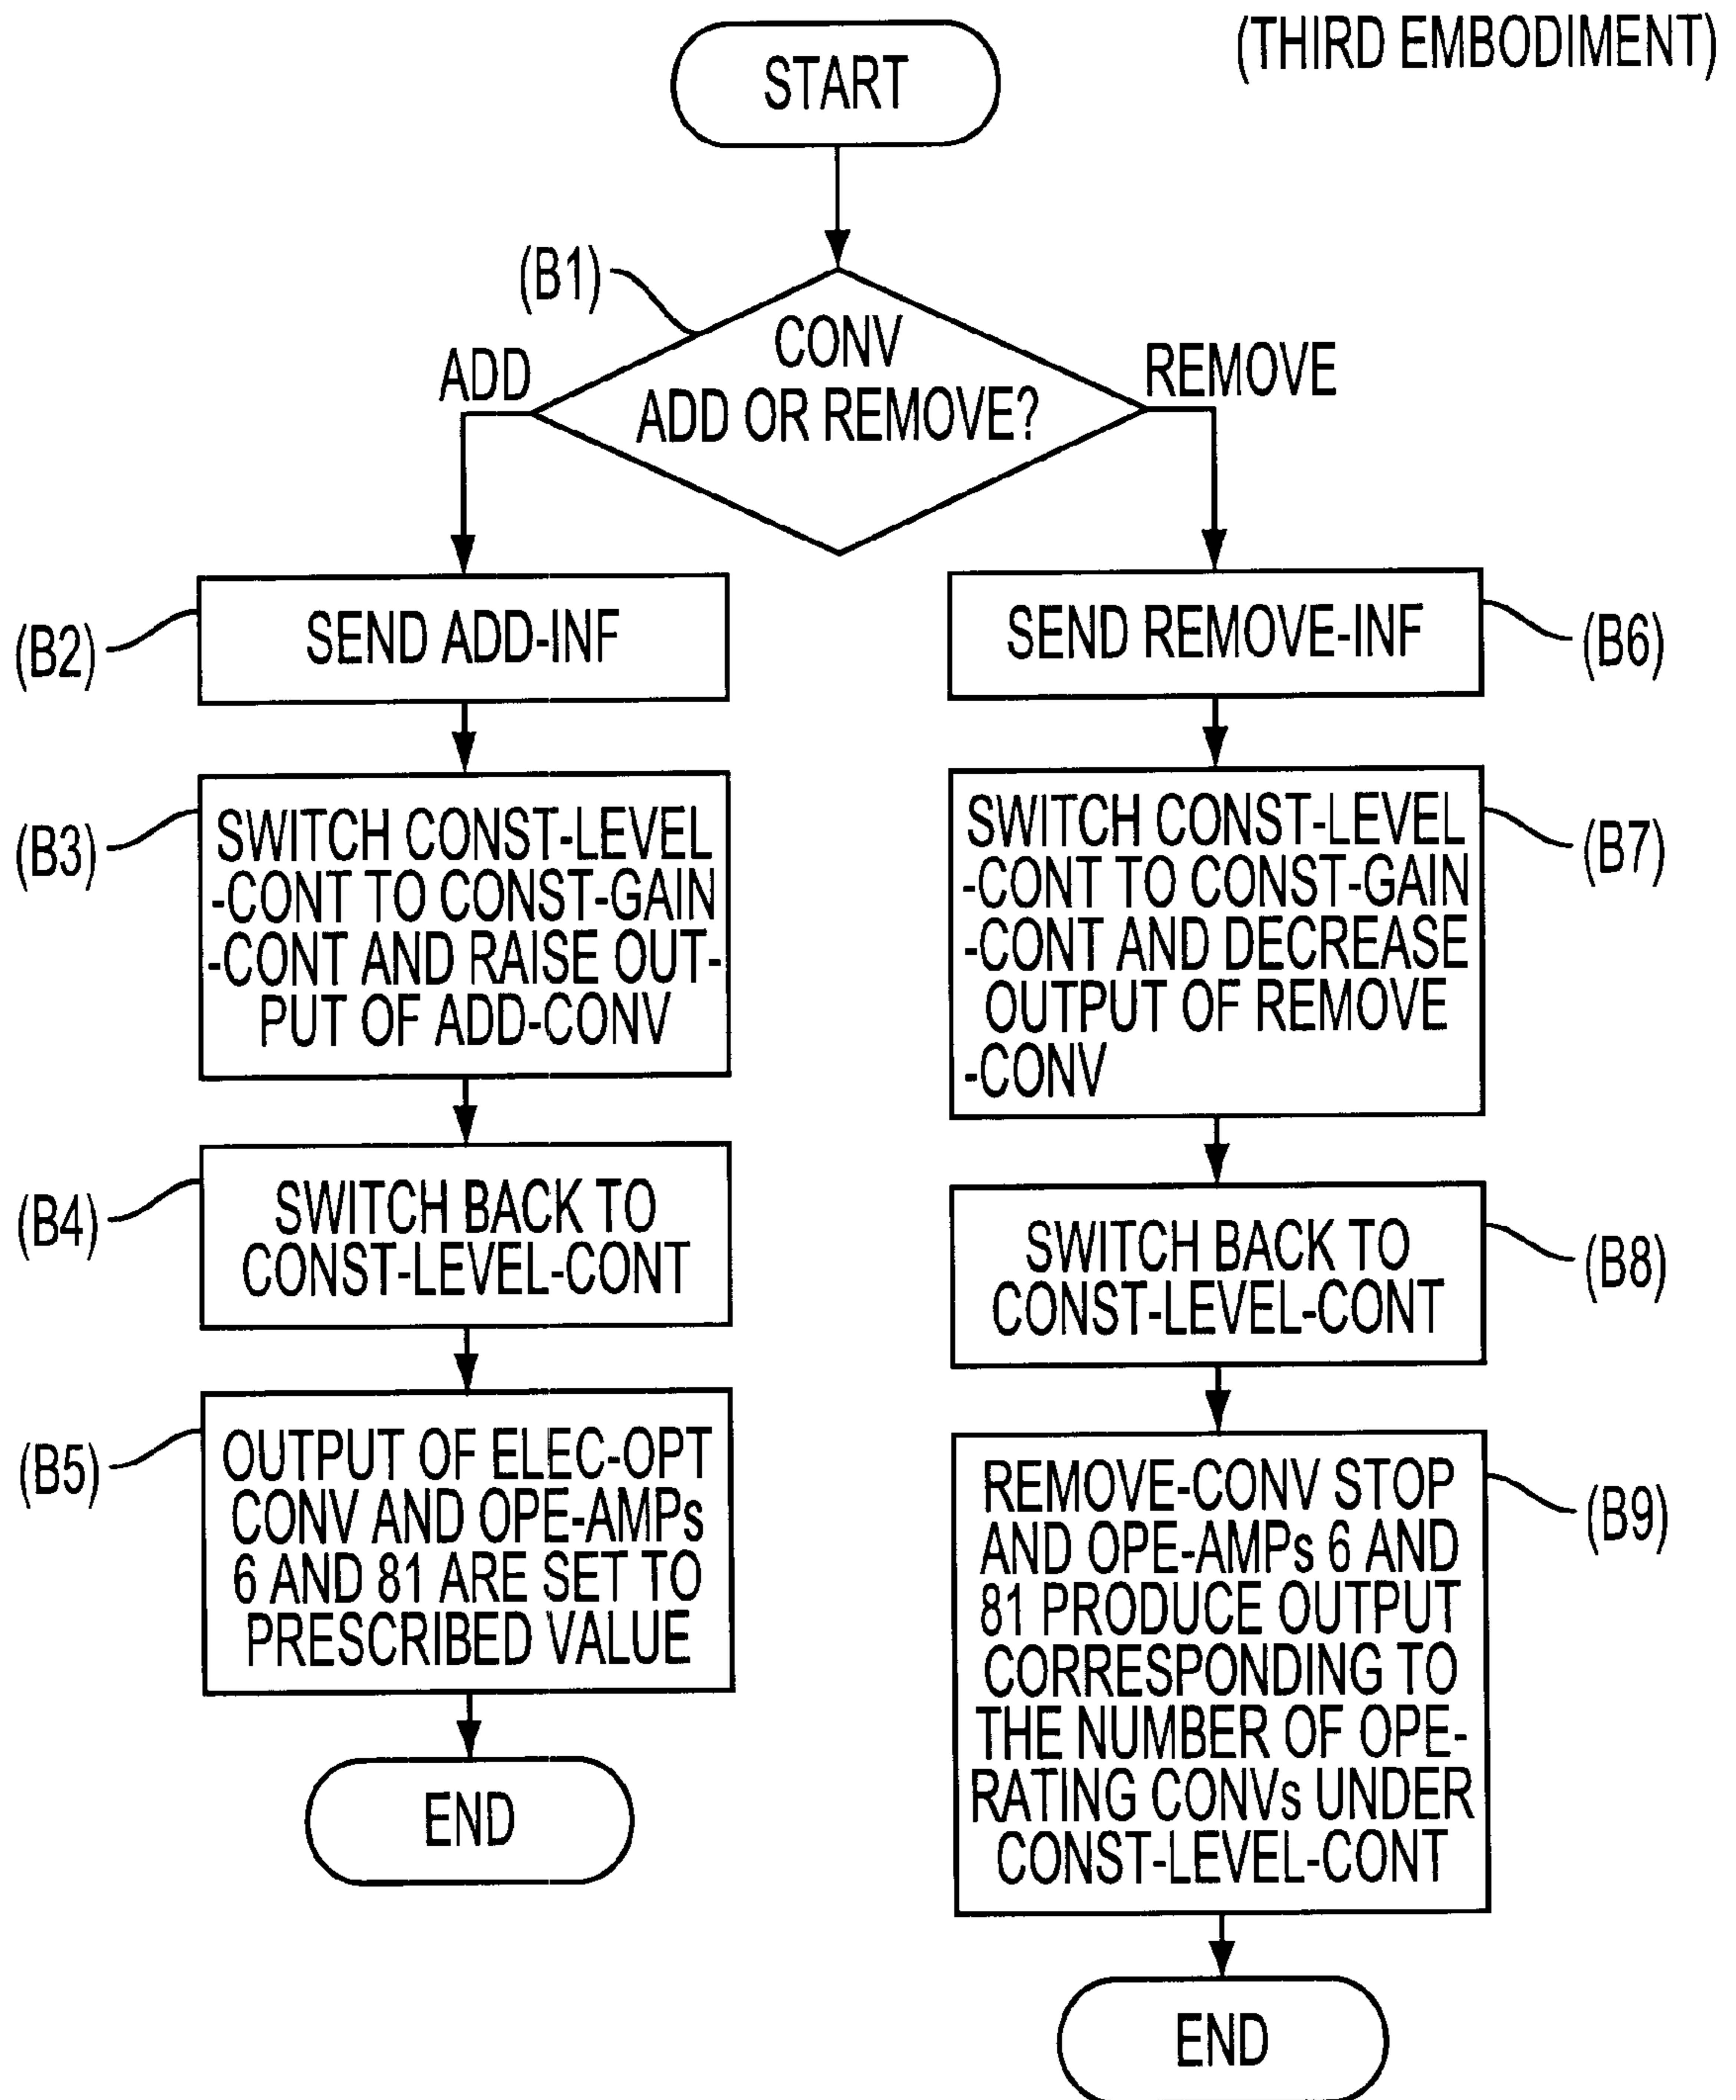 (THIRD EMBODIMENT)
START
(B1)
CONV
ADD OR REMOVE?
ADD
REMOVE
(B2)
SEND ADD-INF
(B3)
SWITCH CONST-LEVEL
-CONT TO CONST-GAIN
-CONT AND RAISE OUT-
PUT OF ADD-CONV
(B4)
SWITCH BACK TO
CONST-LEVEL-CONT
(B5)
OUTPUT OF ELEC-OPT
CONV AND OPE-AMPs
6 AND 81 ARE SET TO
PRESCRIBED VALUE
END
SEND REMOVE-INF
(B6)
SWITCH CONST-LEVEL
-CONT TO CONST-GAIN
-CONT AND DECREASE
OUTPUT OF REMOVE
-CONV
(B7)
SWITCH BACK TO
CONST-LEVEL-CONT
(B8)
REMOVE-CONV STOP
AND OPE-AMPs 6 AND
81 PRODUCE OUTPUT
CORRESPONDING TO
THE NUMBER OF OPE-
RATING CONVs UNDER
CONST-LEVEL-CONT
(B9)
END